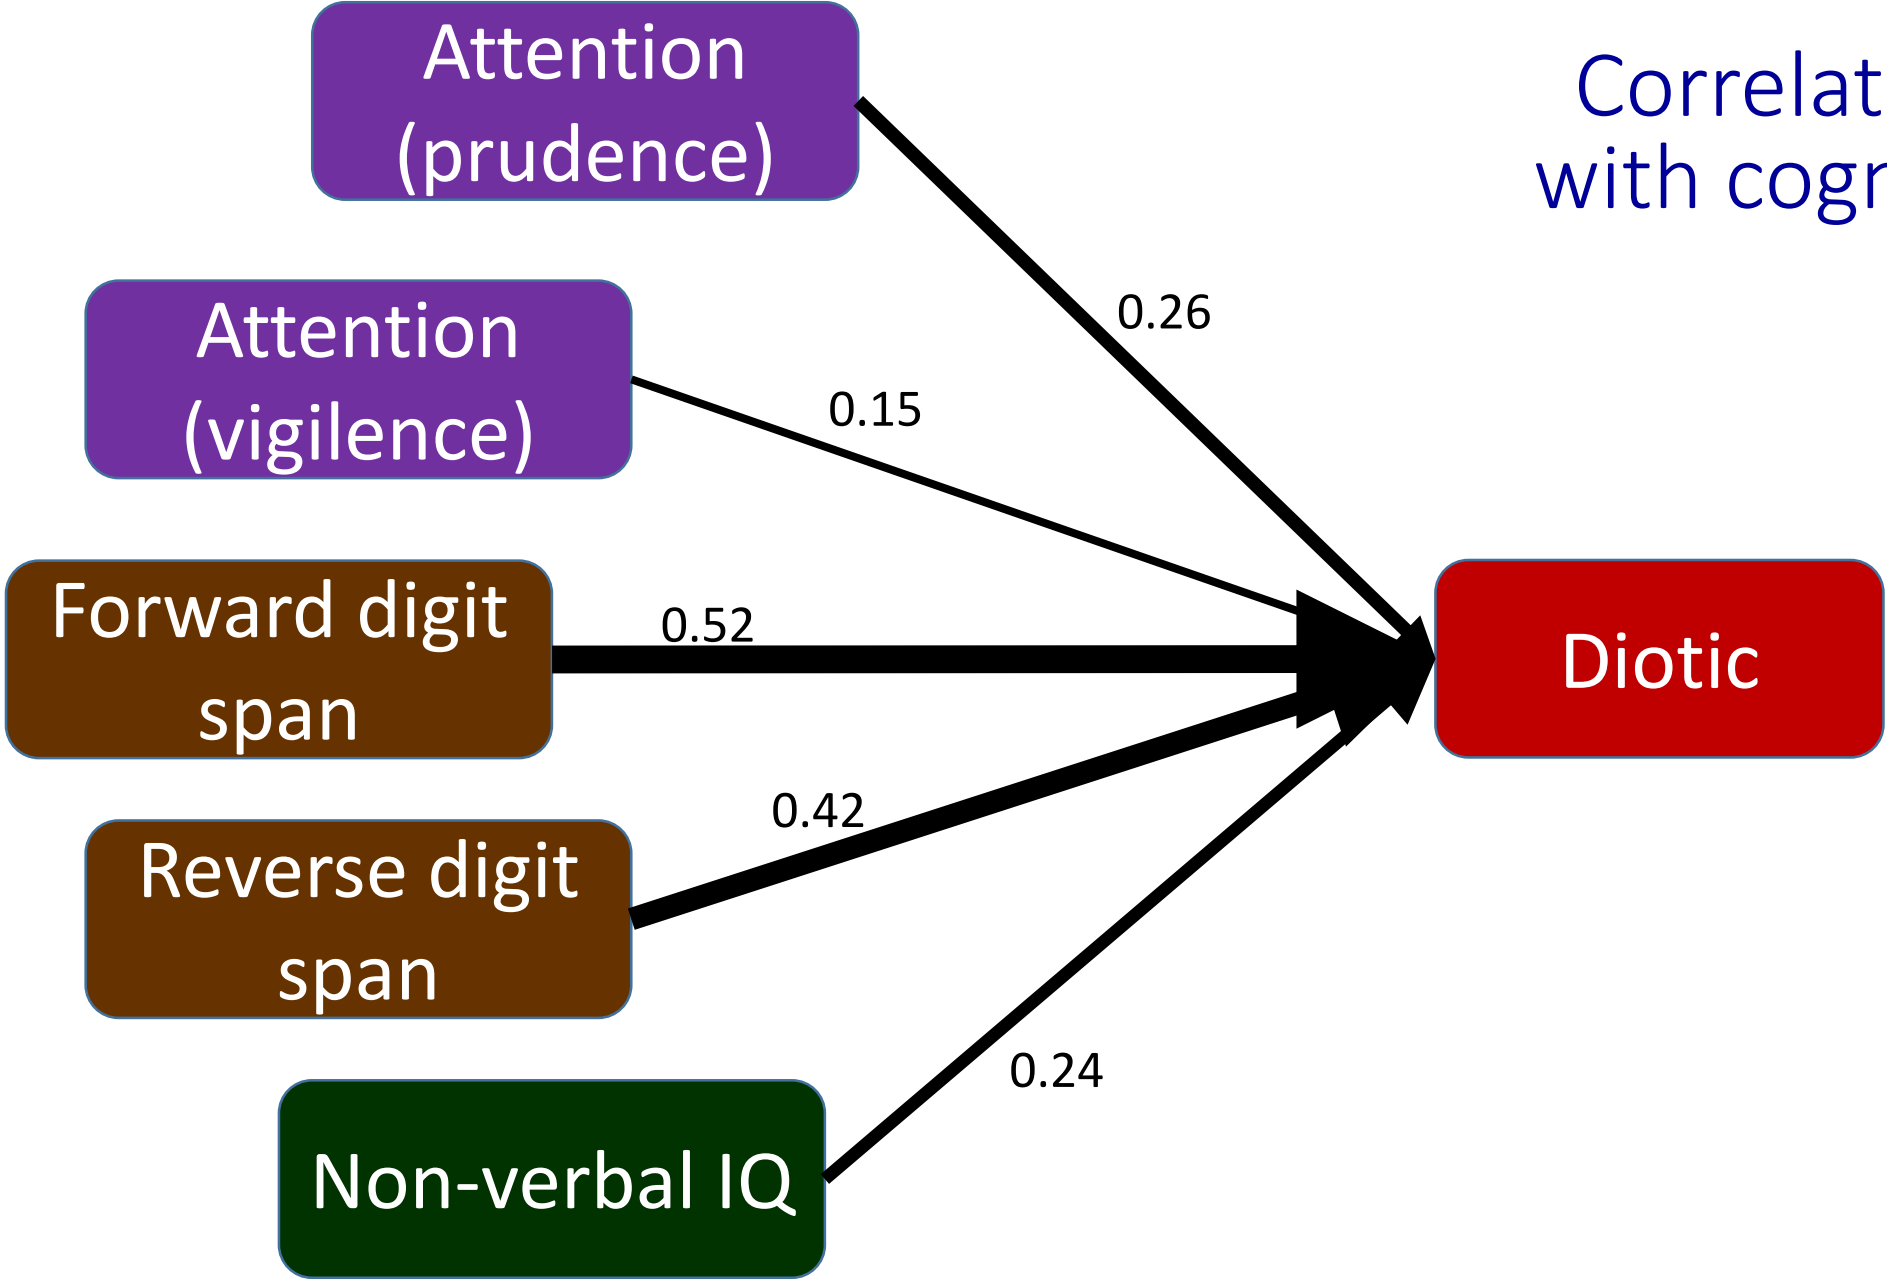 Attention
(prudence)
Correlat
with cogn
0.26
Attention
(vigilence)
0.15
Forward digit
span
0.52
Diotic
Reverse digit
span
0.42
Non-verbal IQ
0.24